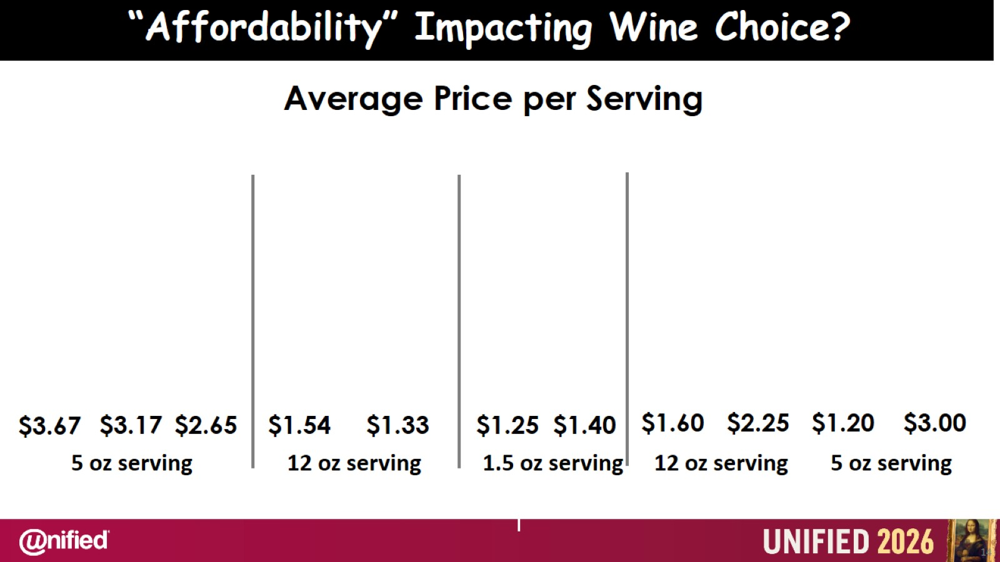 “Affordability” Impacting Wine Choice?
Average Price per Serving
$3.67 $3.17 $2.65 $1.54 $1.33 $1.25 $1.40 $1.60 $2.25 $1.20 $3.00
5 oz serving 12 oz serving 1.5 oz serving 12 oz serving 5 oz serving
@unified
UNIFIED 2026